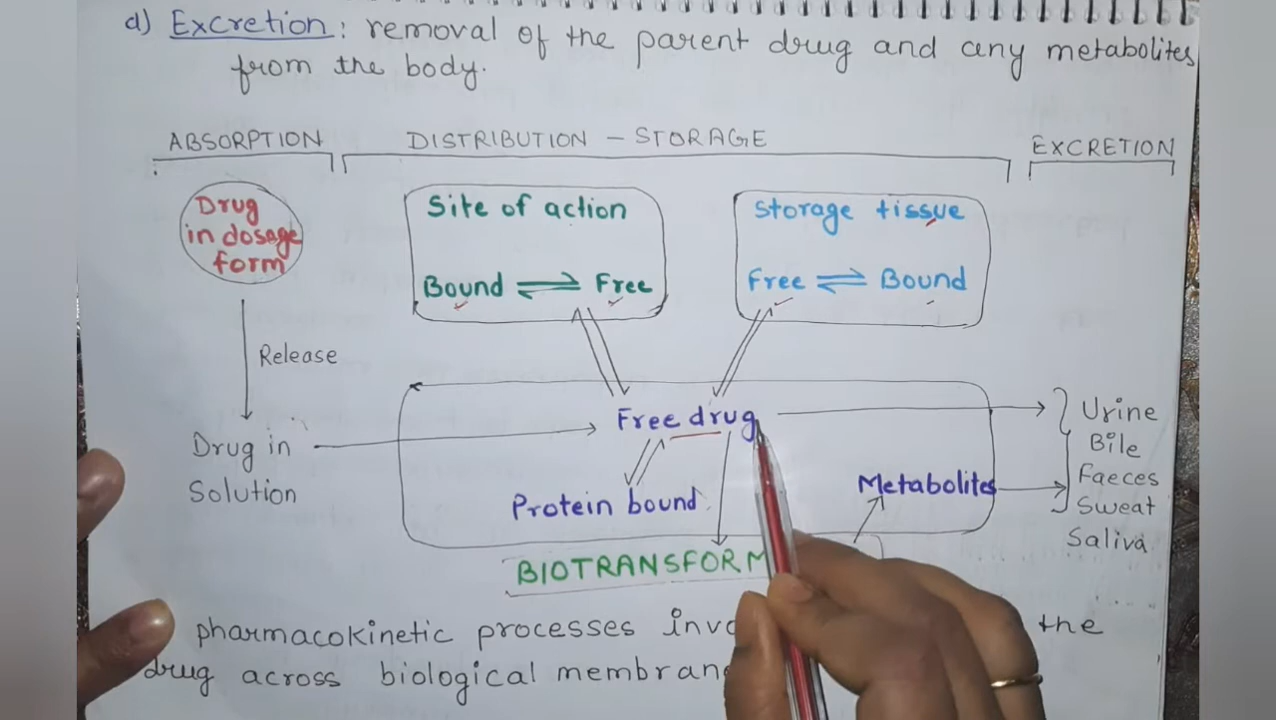 d) Excretion: removal of the parent drug and any metabolites
from the body.
ABSORPTION
DISTRIBUTION - STORAGE
EXCRETION
Drug
in dosage
form
Site of action
Bound ⇌ Free
Storage tissue
Free ⇌ Bound
Release
Drug in
Solution
Free drug
Protein bound
Metabolites
Urine
Bile
Faeces
Sweat
Saliva
pharmacokinetic processes the
drug across biological